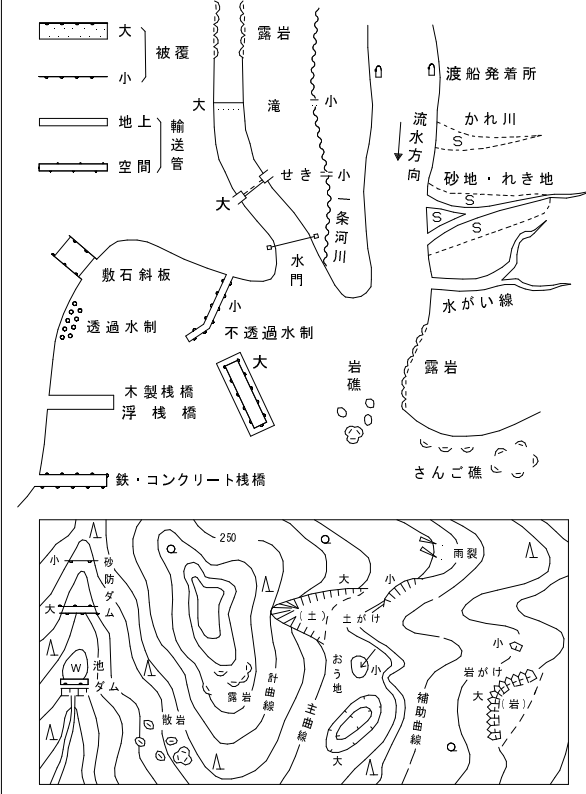 大
被覆
小
地上
空間
輸送管
露岩
大
滝
小
せき
小
大
一条河川
水門
渡船発着所
流水方向
かれ川
S
砂地・れき地
S
S
S
水がい線
敷石斜板
小
透過水制
不透過水制
大
木製桟橋
浮桟橋
岩礁
露岩
さんご礁
鉄・コンクリート桟橋
250
小
砂防ダム
大
W
池
ダム
散岩
露岩
計曲線
主曲線
大
小
(土)
土がけ
おう地
小
大
補助曲線
雨裂
小
岩がけ
大
(岩)